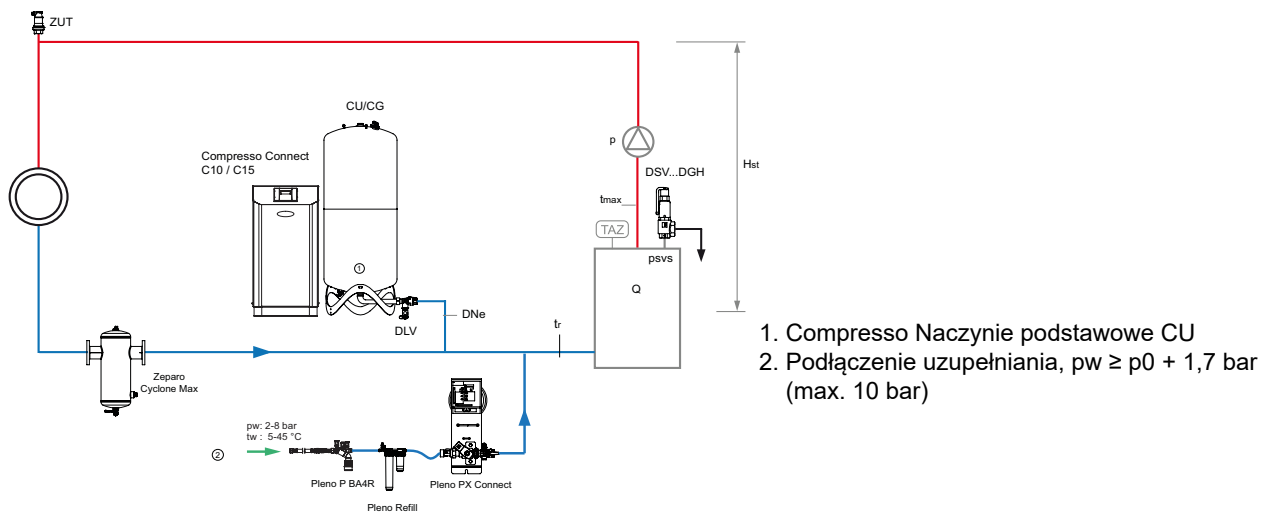 ZUT
CU/CG
Compresso Connect
C10 / C15
p
Hst
DSV...DGH
tmax
TAZ
psvs
①
Q
DNe
DLV
tr
Zeparo
Cyclone Max
1. Compresso Naczynie podstawowe CU
2. Podłączenie uzupełniania, pw ≥ p0 + 1,7 bar
(max. 10 bar)
pw: 2-8 bar
tw : 5-45 °C
②
Pleno P BA4R
Pleno PX Connect
Pleno Refill